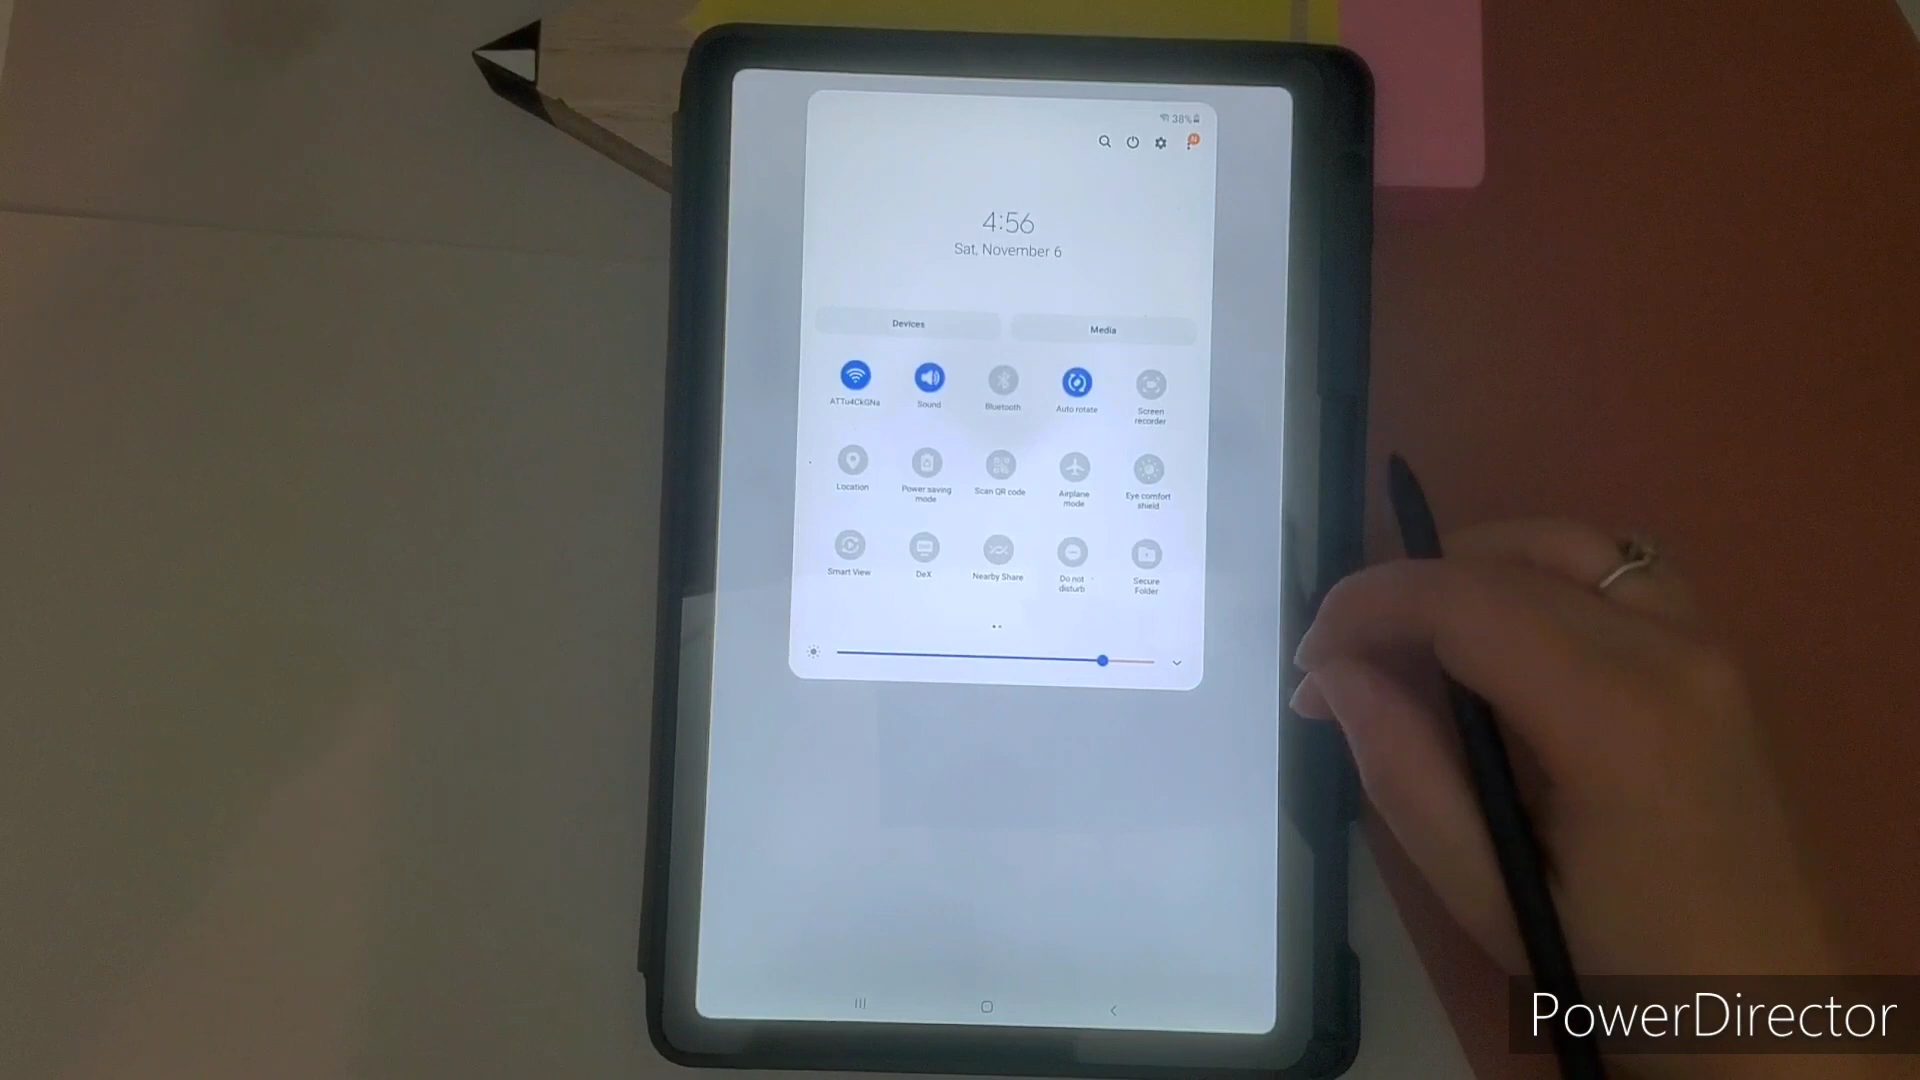 38%
4:56
Sat, November 6
Devices
Media
ATTu4CkGNa
Sound
Bluetooth
Auto rotate
Screen
recorder
Location
Power saving
mode
Scan QR code
Airplane
mode
Eye comfort
shield
Smart View
DeX
Nearby Share
Do not
disturb
Secure
Folder
PowerDirector